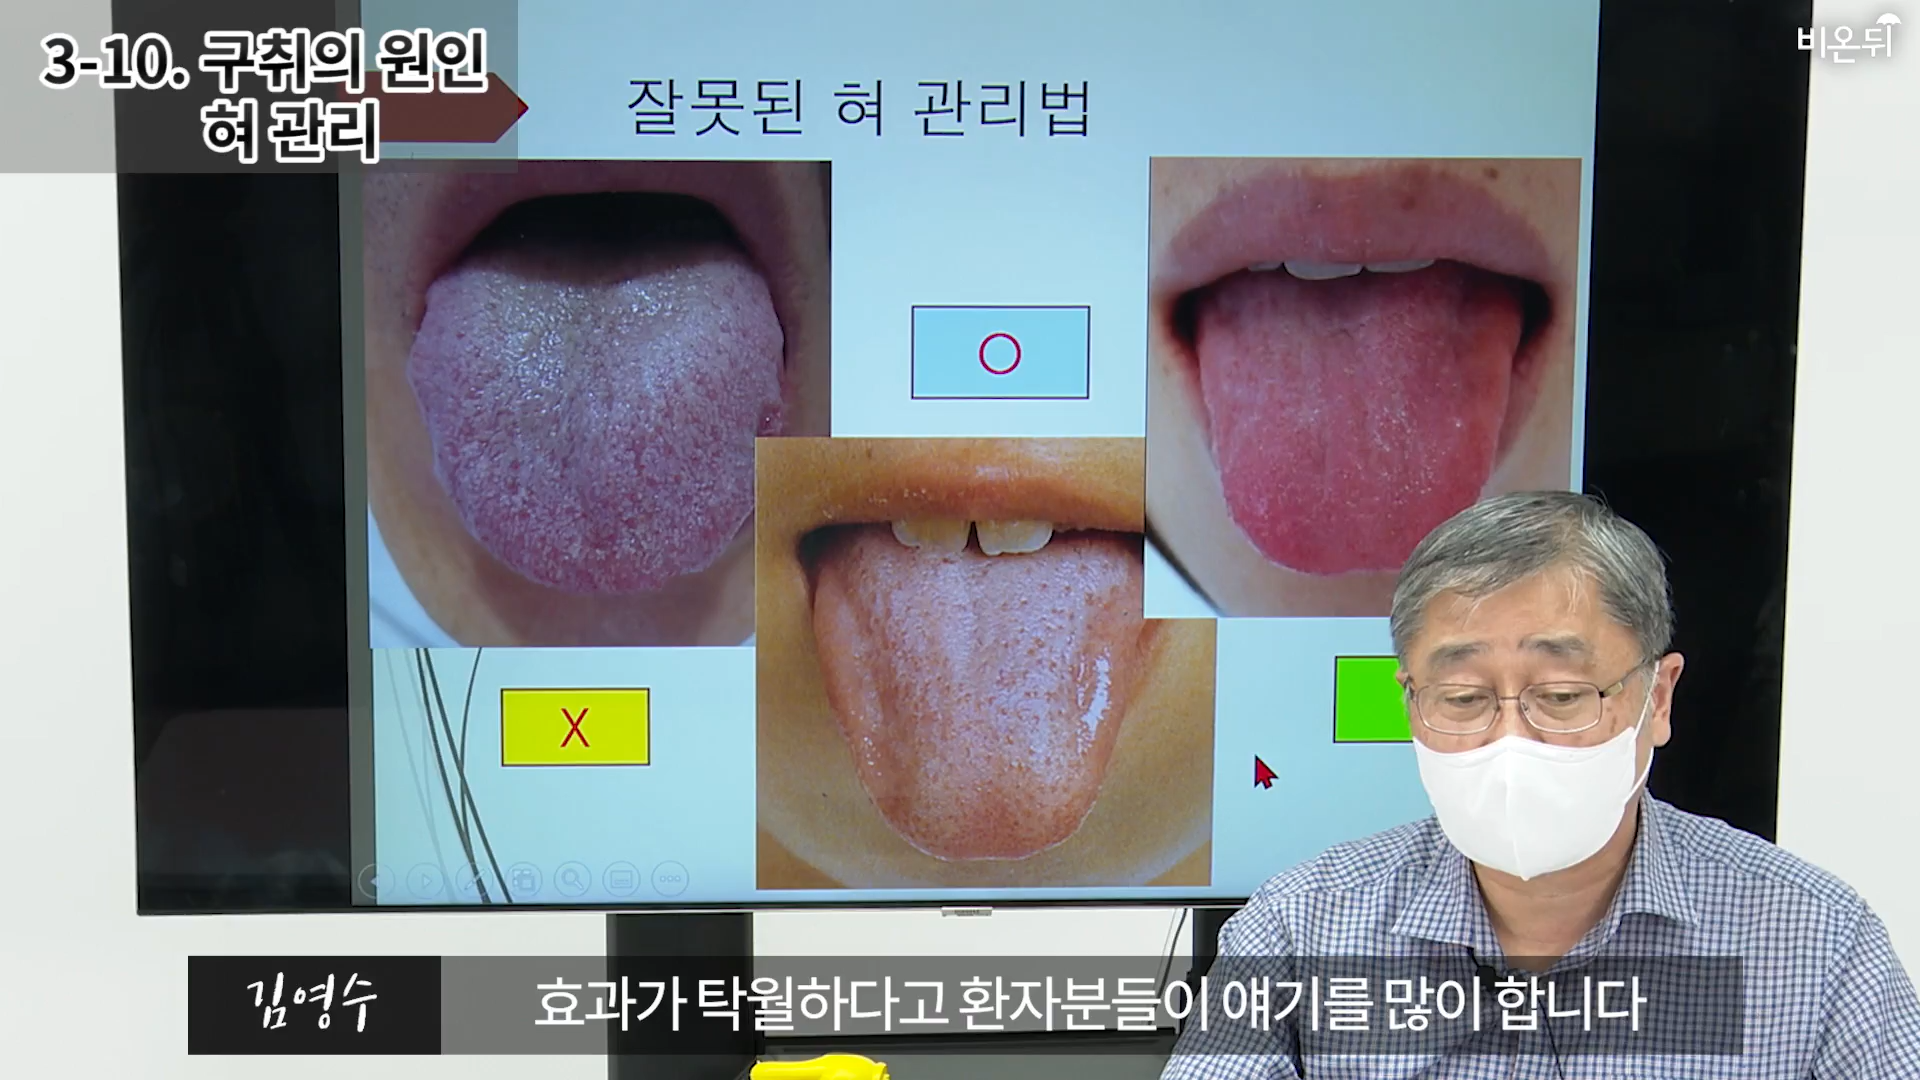 3-10. 구취의 원인
혀 관리
비온뒤
잘못된 혀 관리법
O
X
김영수
효과가 탁월하다고 환자분들이 얘기를 많이 합니다